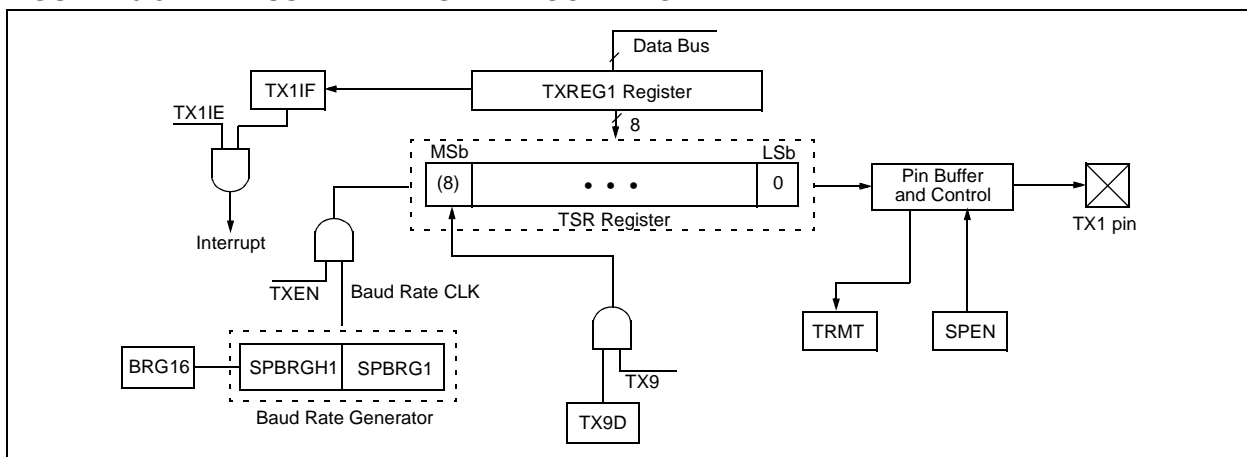 Data Bus
TXREG1 Register
TX1IF
TX1IE
8
MSb
LSb
(8)
• • •
0
TSR Register
Pin Buffer
and Control
TX1 pin
Interrupt
TXEN
Baud Rate CLK
TRMT
SPEN
BRG16
SPBRGH1
SPBRG1
TX9
Baud Rate Generator
TX9D